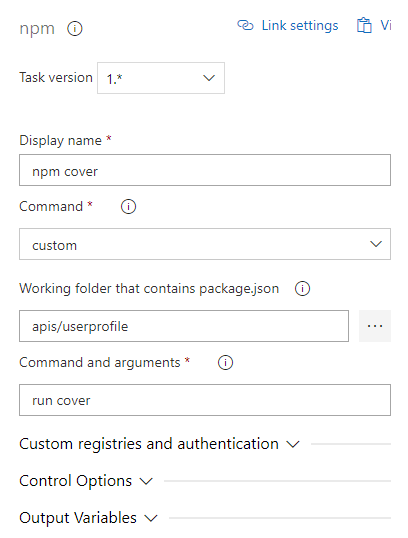 npm Link settings Vi
Task version 1.*
Display name *
npm cover
Command *
custom
Working folder that contains package.json
apis/userprofile ...
Command and arguments *
run cover
Custom registries and authentication
Control Options
Output Variables